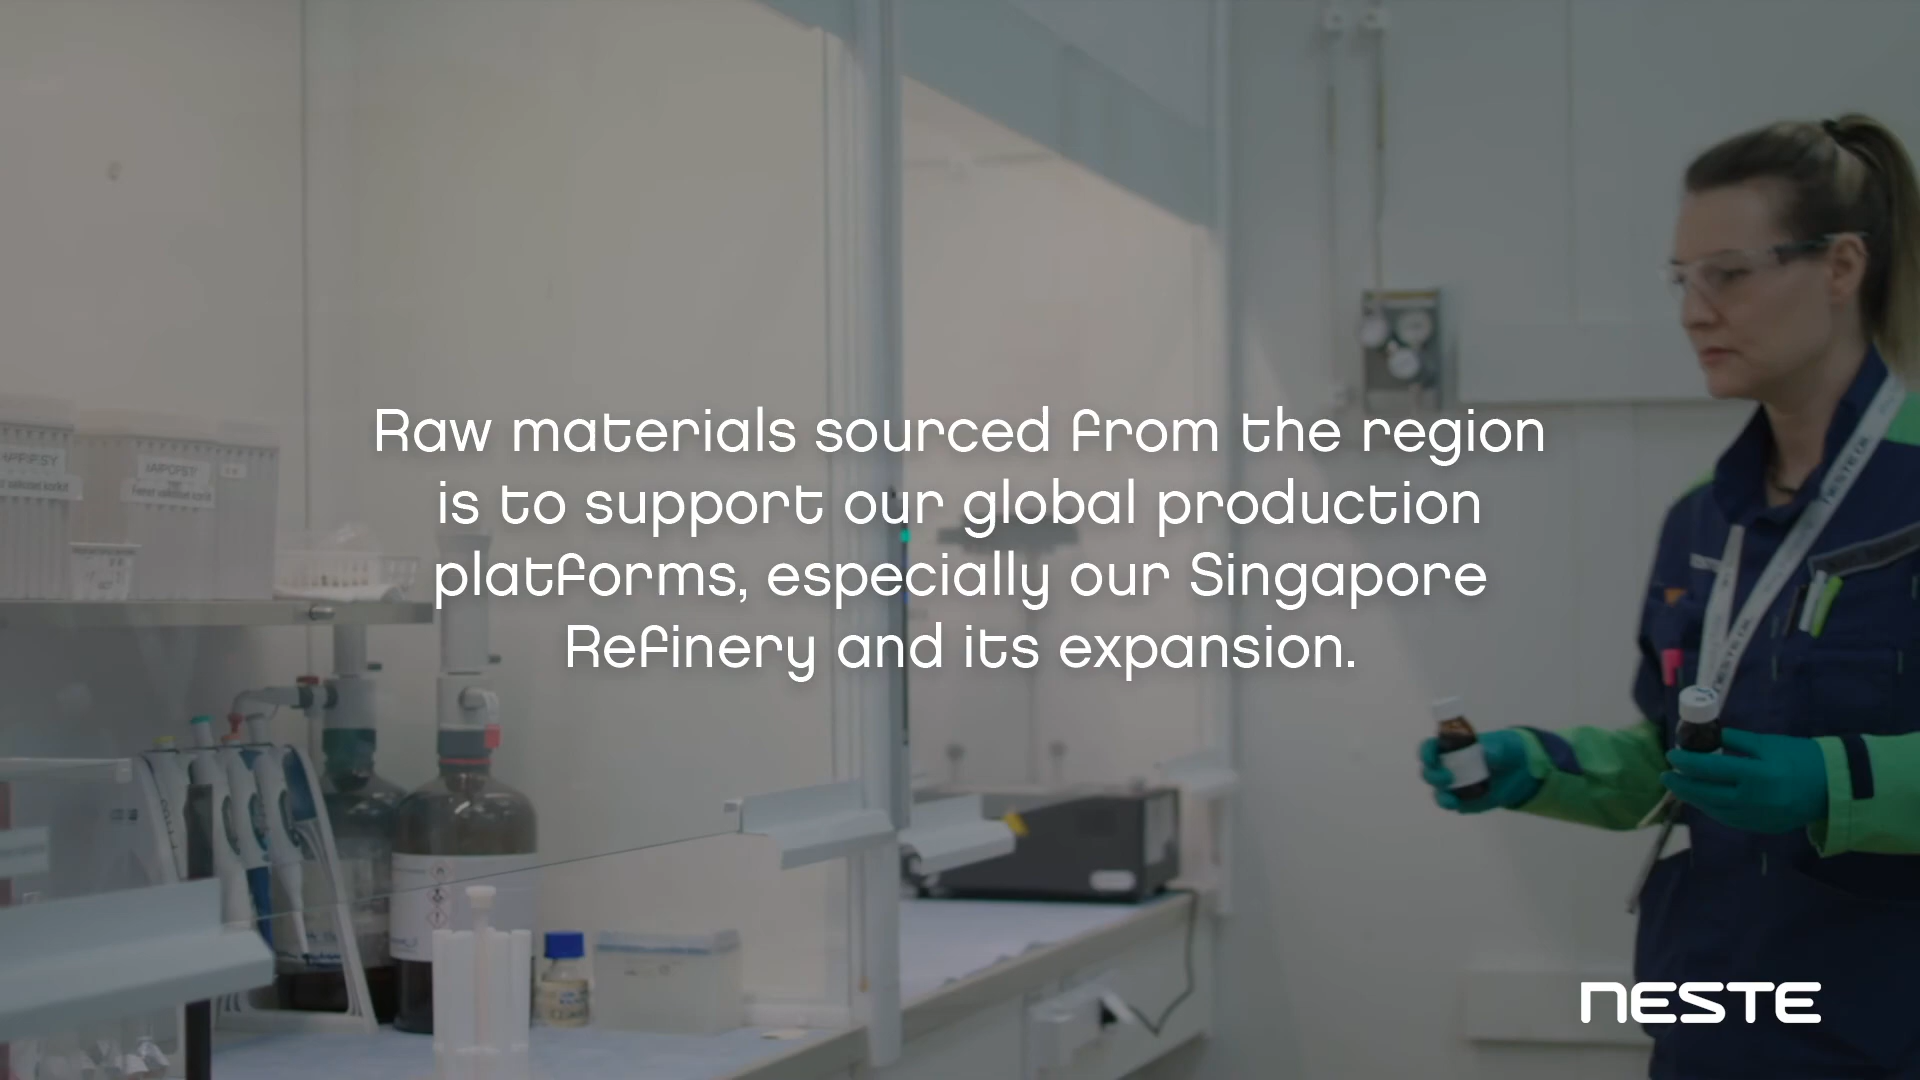 Raw materials sourced from the region
is to support our global production
platforms, especially our Singapore
Refinery and its expansion.
NESTE